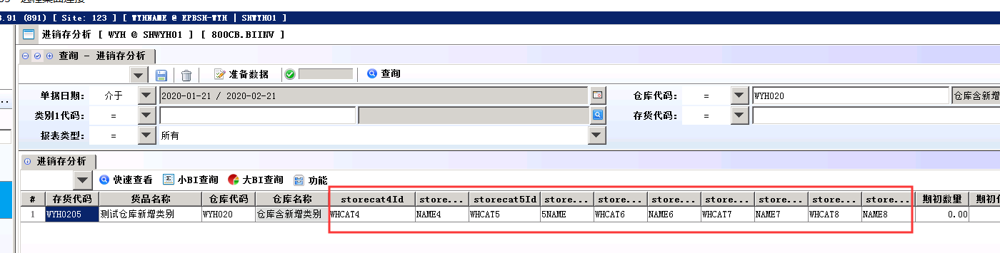 3.91 (891) [ Site: 123 ] [ WYHNAME @ EPBSH-WYH | SHWYH01 ]
进销存分析 [ WYH @ SHWYH01 ] [ 800CB.BIINV ]
查询 - 进销存分析
准备数据 查询
单据日期: 介于 2020-01-21 / 2020-02-21 仓库代码: = WYH020 仓库含新增
类别1代码: = 存货代码: =
报表类型: = 所有
进销存分析
快速查看 小BI查询 大BI查询 功能
# 存货代码 货品名称 仓库代码 仓库名称 storecat4Id store... storecat5Id store... store... store... store... store... store... store... 期初数量
1 WYH0205 测试仓库新增类别 WYH020 仓库含新增类别 WHCAT4 NAME4 WHCAT5 5NAME WHCAT6 NAME6 WHCAT7 NAME7 WHCAT8 NAME8 0.00